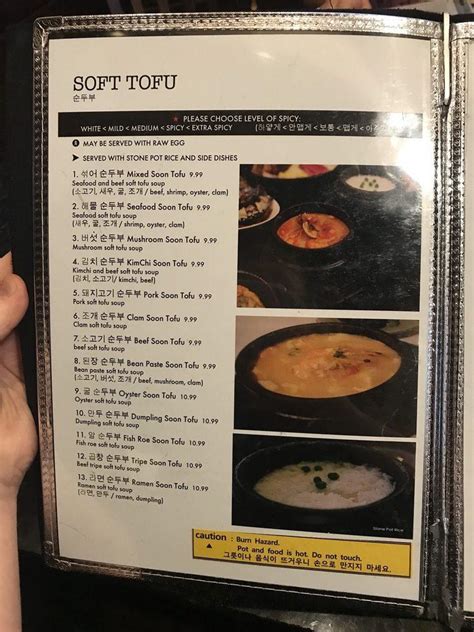 SOFT TOFU
순두부
★ PLEASE CHOOSE LEVEL OF SPICY:
WHITE < MILD < MEDIUM < SPICY < EXTRA SPICY (하얗게 < 안맵게 < 보통 < 맵게 < 아
MAY BE SERVED WITH RAW EGG
➤ SERVED WITH STONE POT RICE AND SIDE DISHES
1. 섞어 순두부 Mixed Soon Tofu 9.99
Seafood and beef soft tofu soup
(소고기, 새우, 굴, 조개 / beef, shrimp, oyster, clam)
2. 해물 순두부 Seafood Soon Tofu 9.99
Seafood soft tofu soup
(새우, 굴, 조개 / shrimp, oyster, clam)
3. 버섯 순두부 Mushroom Soon Tofu 9.99
Mushroom soft tofu soup
4. 김치 순두부 KimChi Soon Tofu 9.99
Kimchi and beef soft tofu soup
(김치, 소고기/ kimchi, beef)
5. 돼지고기 순두부 Pork Soon Tofu 9.99
Pork soft tofu soup
6. 조개 순두부 Clam Soon Tofu 9.99
Clam soft tofu soup
7. 소고기 순두부 Beef Soon Tofu 9.99
Beef soft tofu soup
8. 된장 순두부 Bean Paste Soon Tofu 9.99
Bean paste soft tofu soup
(소고기, 버섯, 조개 / beef, mushroom, clam)
9. 굴 순두부 Oyster Soon Tofu 10.99
Oyster soft tofu soup
10. 만두 순두부 Dumpling Soon Tofu 10.99
Dumpling soft tofu soup
11. 알 순두부 Fish Roe Soon Tofu 10.99
Fish roe soft tofu soup
12. 곱창 순두부 Tripe Soon Tofu 10.99
Beef tripe soft tofu soup
13. 라면 순두부 Ramen Soon Tofu 10.99
Ramen soft tofu soup
(라면, 만두 / ramen, dumpling)
Stone Pot Rice
caution : Burn Hazard.
Pot and food is hot. Do not touch.
그릇이나 음식이 뜨거우니 손으로 만지지 마세요.